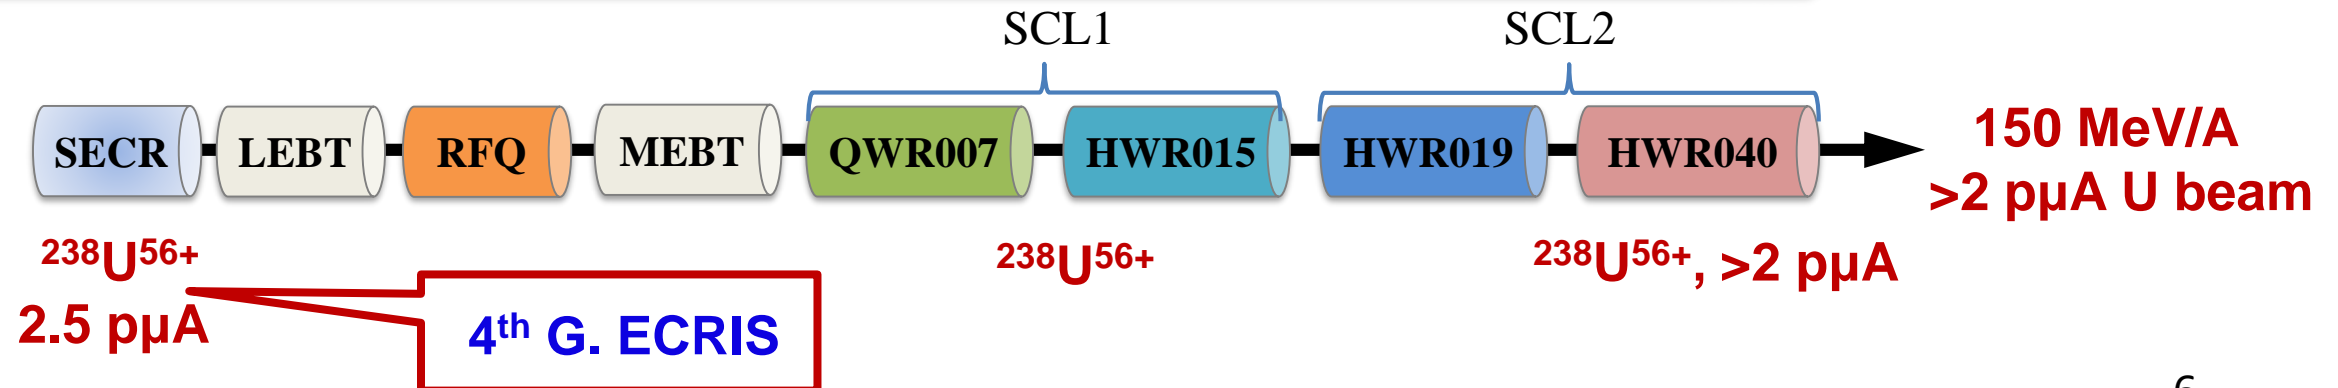 SCL1 SCL2
SECR LEBT RFQ MEBT QWR007 HWR015 HWR019 HWR040
150 MeV/A
>2 pμA U beam
²³⁸U⁵⁶⁺ ²³⁸U⁵⁶⁺ ²³⁸U⁵⁶⁺, >2 pμA
2.5 pμA
4ᵗʰ G. ECRIS